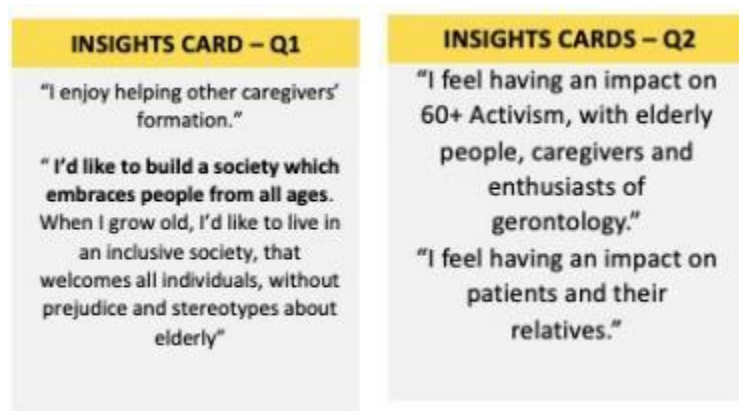 INSIGHTS CARD – Q1
“I enjoy helping other caregivers’
formation.”
“ I’d like to build a society which
embraces people from all ages.
When I grow old, I’d like to live in
an inclusive society, that
welcomes all individuals, without
prejudice and stereotypes about
elderly”
INSIGHTS CARDS – Q2
“I feel having an impact on
60+ Activism, with elderly
people, caregivers and
enthusiasts of
gerontology.”
“I feel having an impact on
patients and their
relatives.”